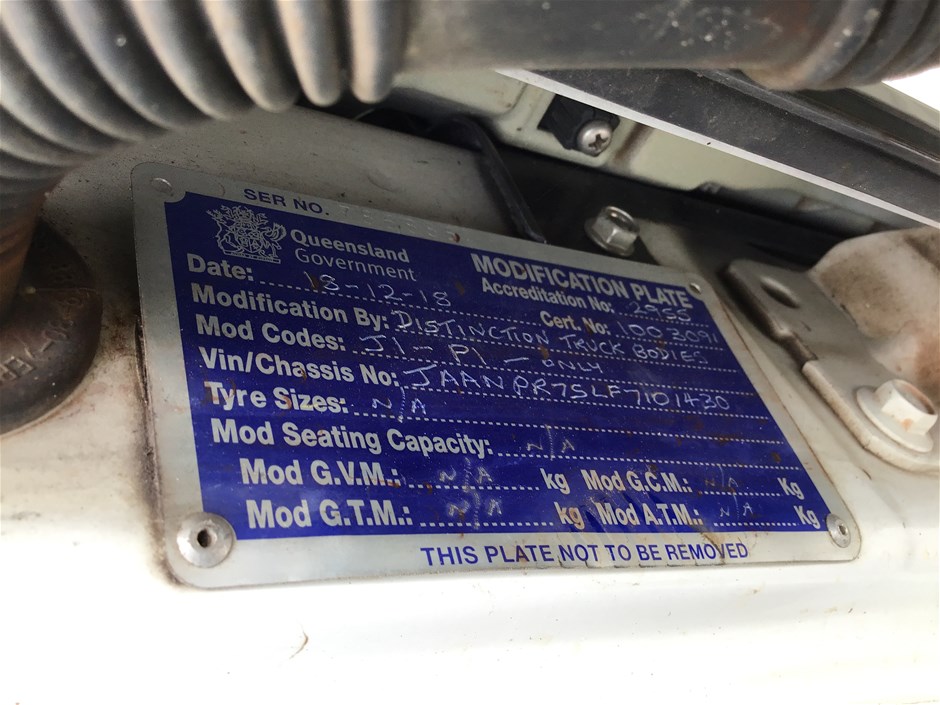 SER NO.
Queensland
Government
MODIFICATION PLATE
Accreditation No: 2955
Date: 18-12-18
Cert. No: 1003091
Modification By: DISTINCTION TRUCK BODIES
Mod Codes: J1 - P1 - ONLY
Vin/Chassis No: JAANPR75LF7101430
Tyre Sizes: N/A
Mod Seating Capacity: N/A
Mod G.V.M.: N/A kg Mod G.C.M.: N/A Kg
Mod G.T.M.: N/A kg Mod A.T.M.: N/A Kg
THIS PLATE NOT TO BE REMOVED